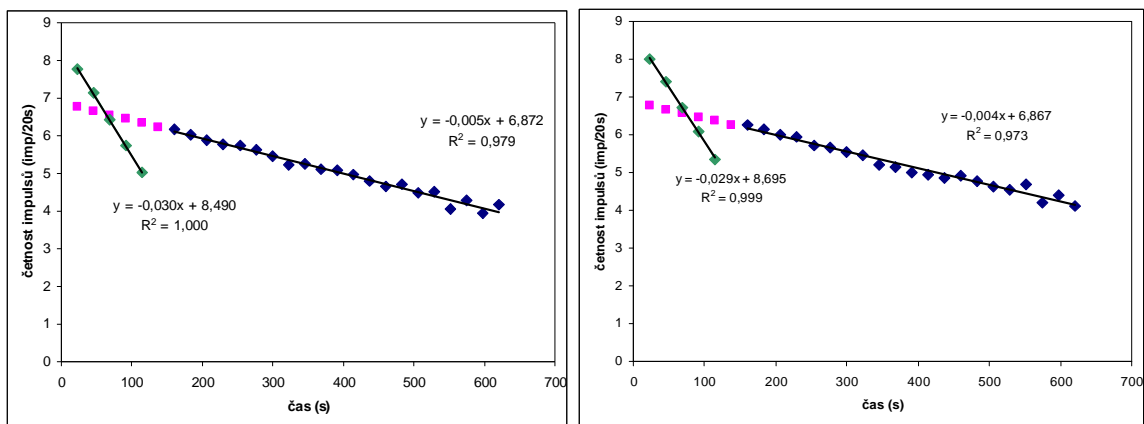 9
8
7
6
5
4
3
2
1
0
četnost impulsů (imp/20s)
y = -0,005x + 6,872
R² = 0,979
y = -0,030x + 8,490
R² = 1,000
0 100 200 300 400 500 600 700
čas (s)
9
8
7
6
5
4
3
2
1
0
četnost impulsů (imp/20s)
y = -0,004x + 6,867
R² = 0,973
y = -0,029x + 8,695
R² = 0,999
0 100 200 300 400 500 600 700
čas (s)